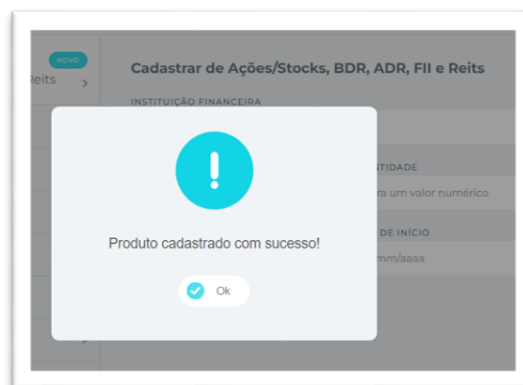 NOVO
Reits >
Cadastrar de Ações/Stocks, BDR, ADR, FII e Reits
INSTITUIÇÃO FINANCEIRA
NTIDADE
ra um valor numérico
DE INÍCIO
mm/aaaa
Produto cadastrado com sucesso!
Ok